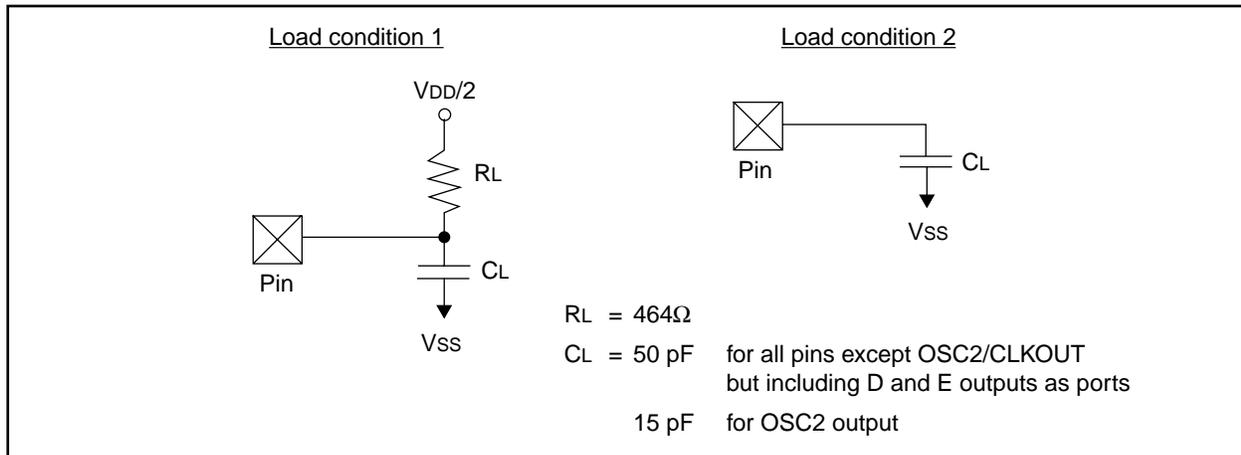 Load condition 1
VDD/2
RL
Pin
CL
VSS
Load condition 2
Pin
CL
VSS
RL = 464Ω
CL = 50 pF for all pins except OSC2/CLKOUT
but including D and E outputs as ports
15 pF for OSC2 output